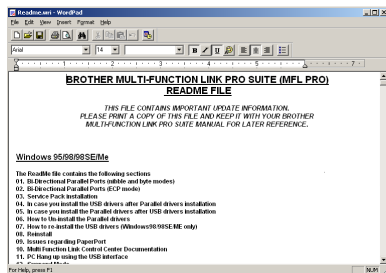 Readme.wri - WordPad
File Edit View Insert Format Help
Arial 14 B I U
1 2 3 4 5 7
BROTHER MULTI-FUNCTION LINK PRO SUITE (MFL PRO)
README FILE
THIS FILE CONTAINS IMPORTANT UPDATE INFORMATION.
PLEASE PRINT A COPY OF THIS FILE AND KEEP IT WITH YOUR BROTHER
MULTI-FUNCTION LINK PRO SUITE MANUAL FOR LATER REFERENCE.
Windows 95/98/98SE/Me
The ReadMe file contains the following sections
01. Bi-Directional Parallel Ports (nibble and byte modes)
02. Bi-Directional Parallel Ports (ECP mode)
03. Service Pack installation
04. In case you install the USB drivers after Parallel drivers installation
05. In case you install the Parallel drivers after USB drivers installation
06. How to Un-install the Parallel drivers
07. How to re-install the USB drivers (Windows98/98SE/ME only)
08. Reinstall
09. Issues regarding PaperPort
10. Multi Function Link Control Center Documentation
11. PC Hang up using the USB interface
For Help, press F1 NUM